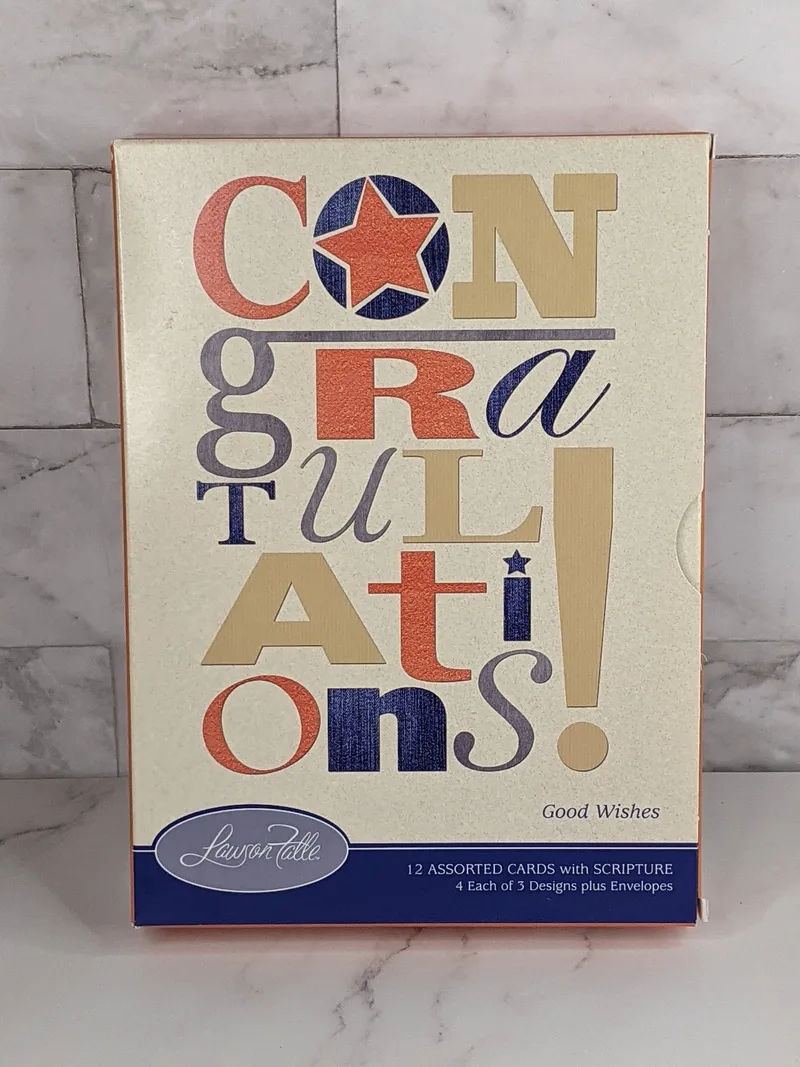 CON
gRa
TUL!
Ati
OnS
Good Wishes
Lawson Falle
12 ASSORTED CARDS with SCRIPTURE
4 Each of 3 Designs plus Envelopes